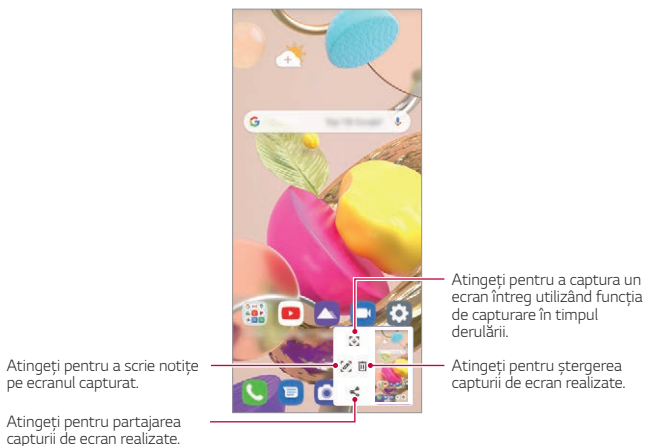 Atingeți pentru a captura un
ecran întreg utilizând funcția
de capturare în timpul
derulării.
Atingeți pentru a scrie notițe
pe ecranul capturat.
Atingeți pentru ștergerea
capturii de ecran realizate.
Atingeți pentru partajarea
capturii de ecran realizate.